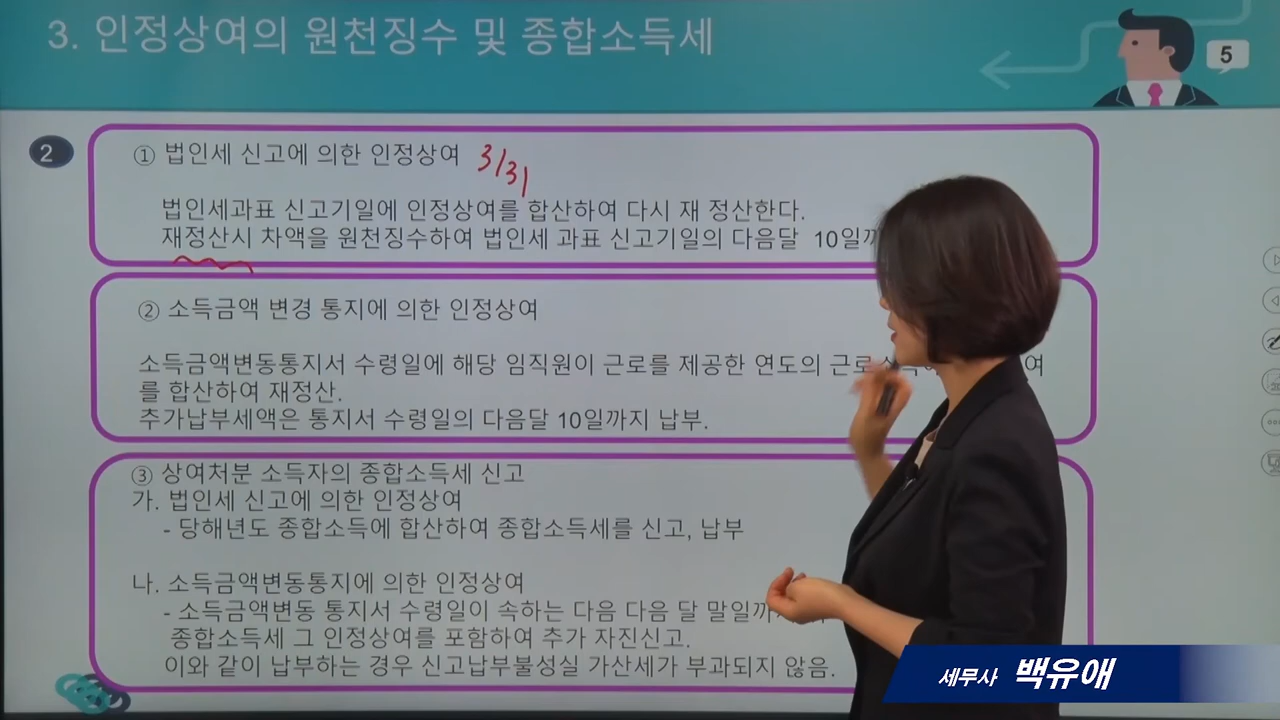 3. 인정상여의 원천징수 및 종합소득세
5
2
① 법인세 신고에 의한 인정상여 3/31
법인세과표 신고기일에 인정상여를 합산하여 다시 재 정산한다.
재정산시 차액을 원천징수하여 법인세 과표 신고기일의 다음달 10일
② 소득금액 변경 통지에 의한 인정상여
소득금액변동통지서 수령일에 해당 임직원이 근로를 제공한 연도의 근로 여
를 합산하여 재정산.
추가납부세액은 통지서 수령일의 다음달 10일까지 납부.
③ 상여처분 소득자의 종합소득세 신고
가. 법인세 신고에 의한 인정상여
- 당해년도 종합소득에 합산하여 종합소득세를 신고, 납부
나. 소득금액변동통지에 의한 인정상여
- 소득금액변동 통지서 수령일이 속하는 다음 다음 달 말일까
종합소득세 그 인정상여를 포함하여 추가 자진신고.
이와 같이 납부하는 경우 신고납부불성실 가산세가 부과되지 않음.
세무사 백유애